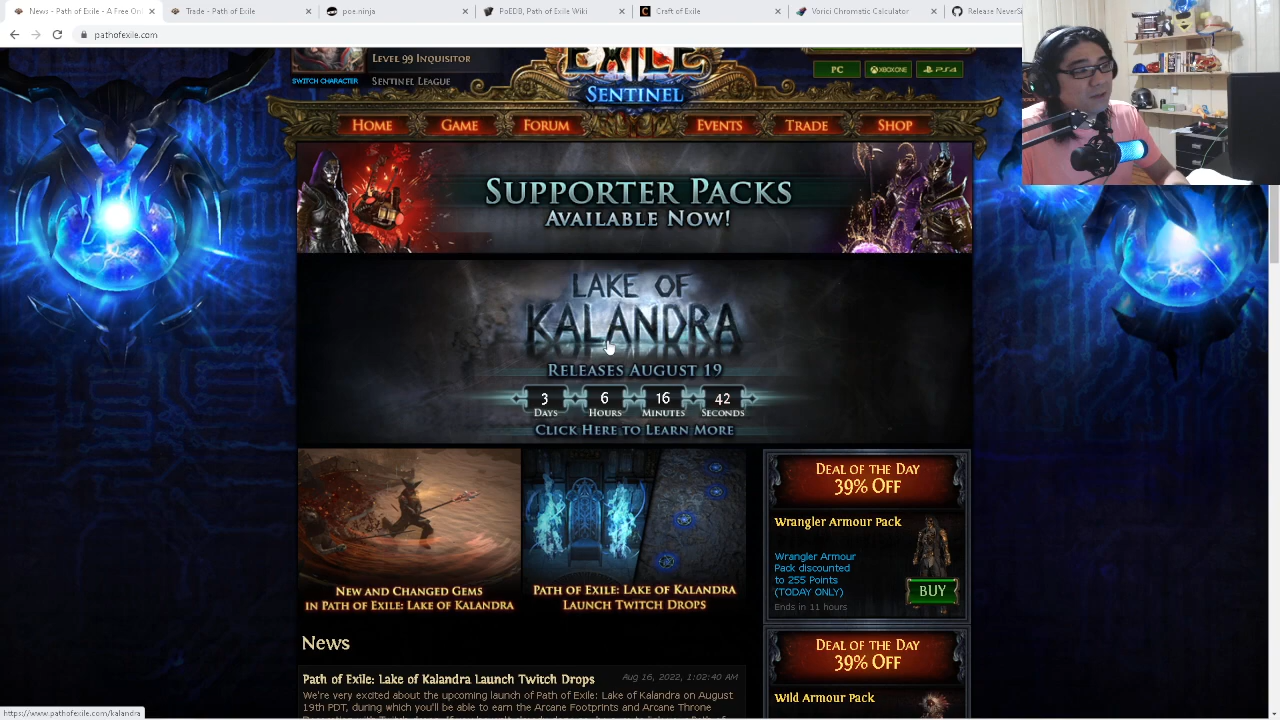 News - Path of Exile - A Free Onl
Trade - Path of Exile
poe.ninja
PoEDB, Path of Exile Wiki
Craft of Exile
Vorici Chromatic Calculator
Release NeverSi
pathofexile.com
Level 99 Inquisitor
SWITCH CHARACTER
Sentinel League
EXILE
SENTINEL
PC
XBOX ONE
PS4
Home
Game
Forum
Events
Trade
Shop
Supporter Packs
Available Now!
LAKE OF
KALANDRA
Releases August 19
3
6
16
42
Days
Hours
Minutes
Seconds
Click Here to Learn More
New and Changed Gems
in Path of Exile: Lake of Kalandra
Path of Exile: Lake of Kalandra
Launch Twitch Drops
Deal of the Day
39% Off
Wrangler Armour Pack
Wrangler Armour
Pack discounted
to 255 Points
(TODAY ONLY)
BUY
Ends in 11 hours
News
Path of Exile: Lake of Kalandra Launch Twitch Drops
Aug 16, 2022, 1:02:40 AM
We're very excited about the upcoming launch of Path of Exile: Lake of Kalandra on August
19th PDT, during which you'll be able to earn the Arcane Footprints and Arcane Throne
Deal of the Day
39% Off
Wild Armour Pack
https://www.pathofexile.com/kalandra